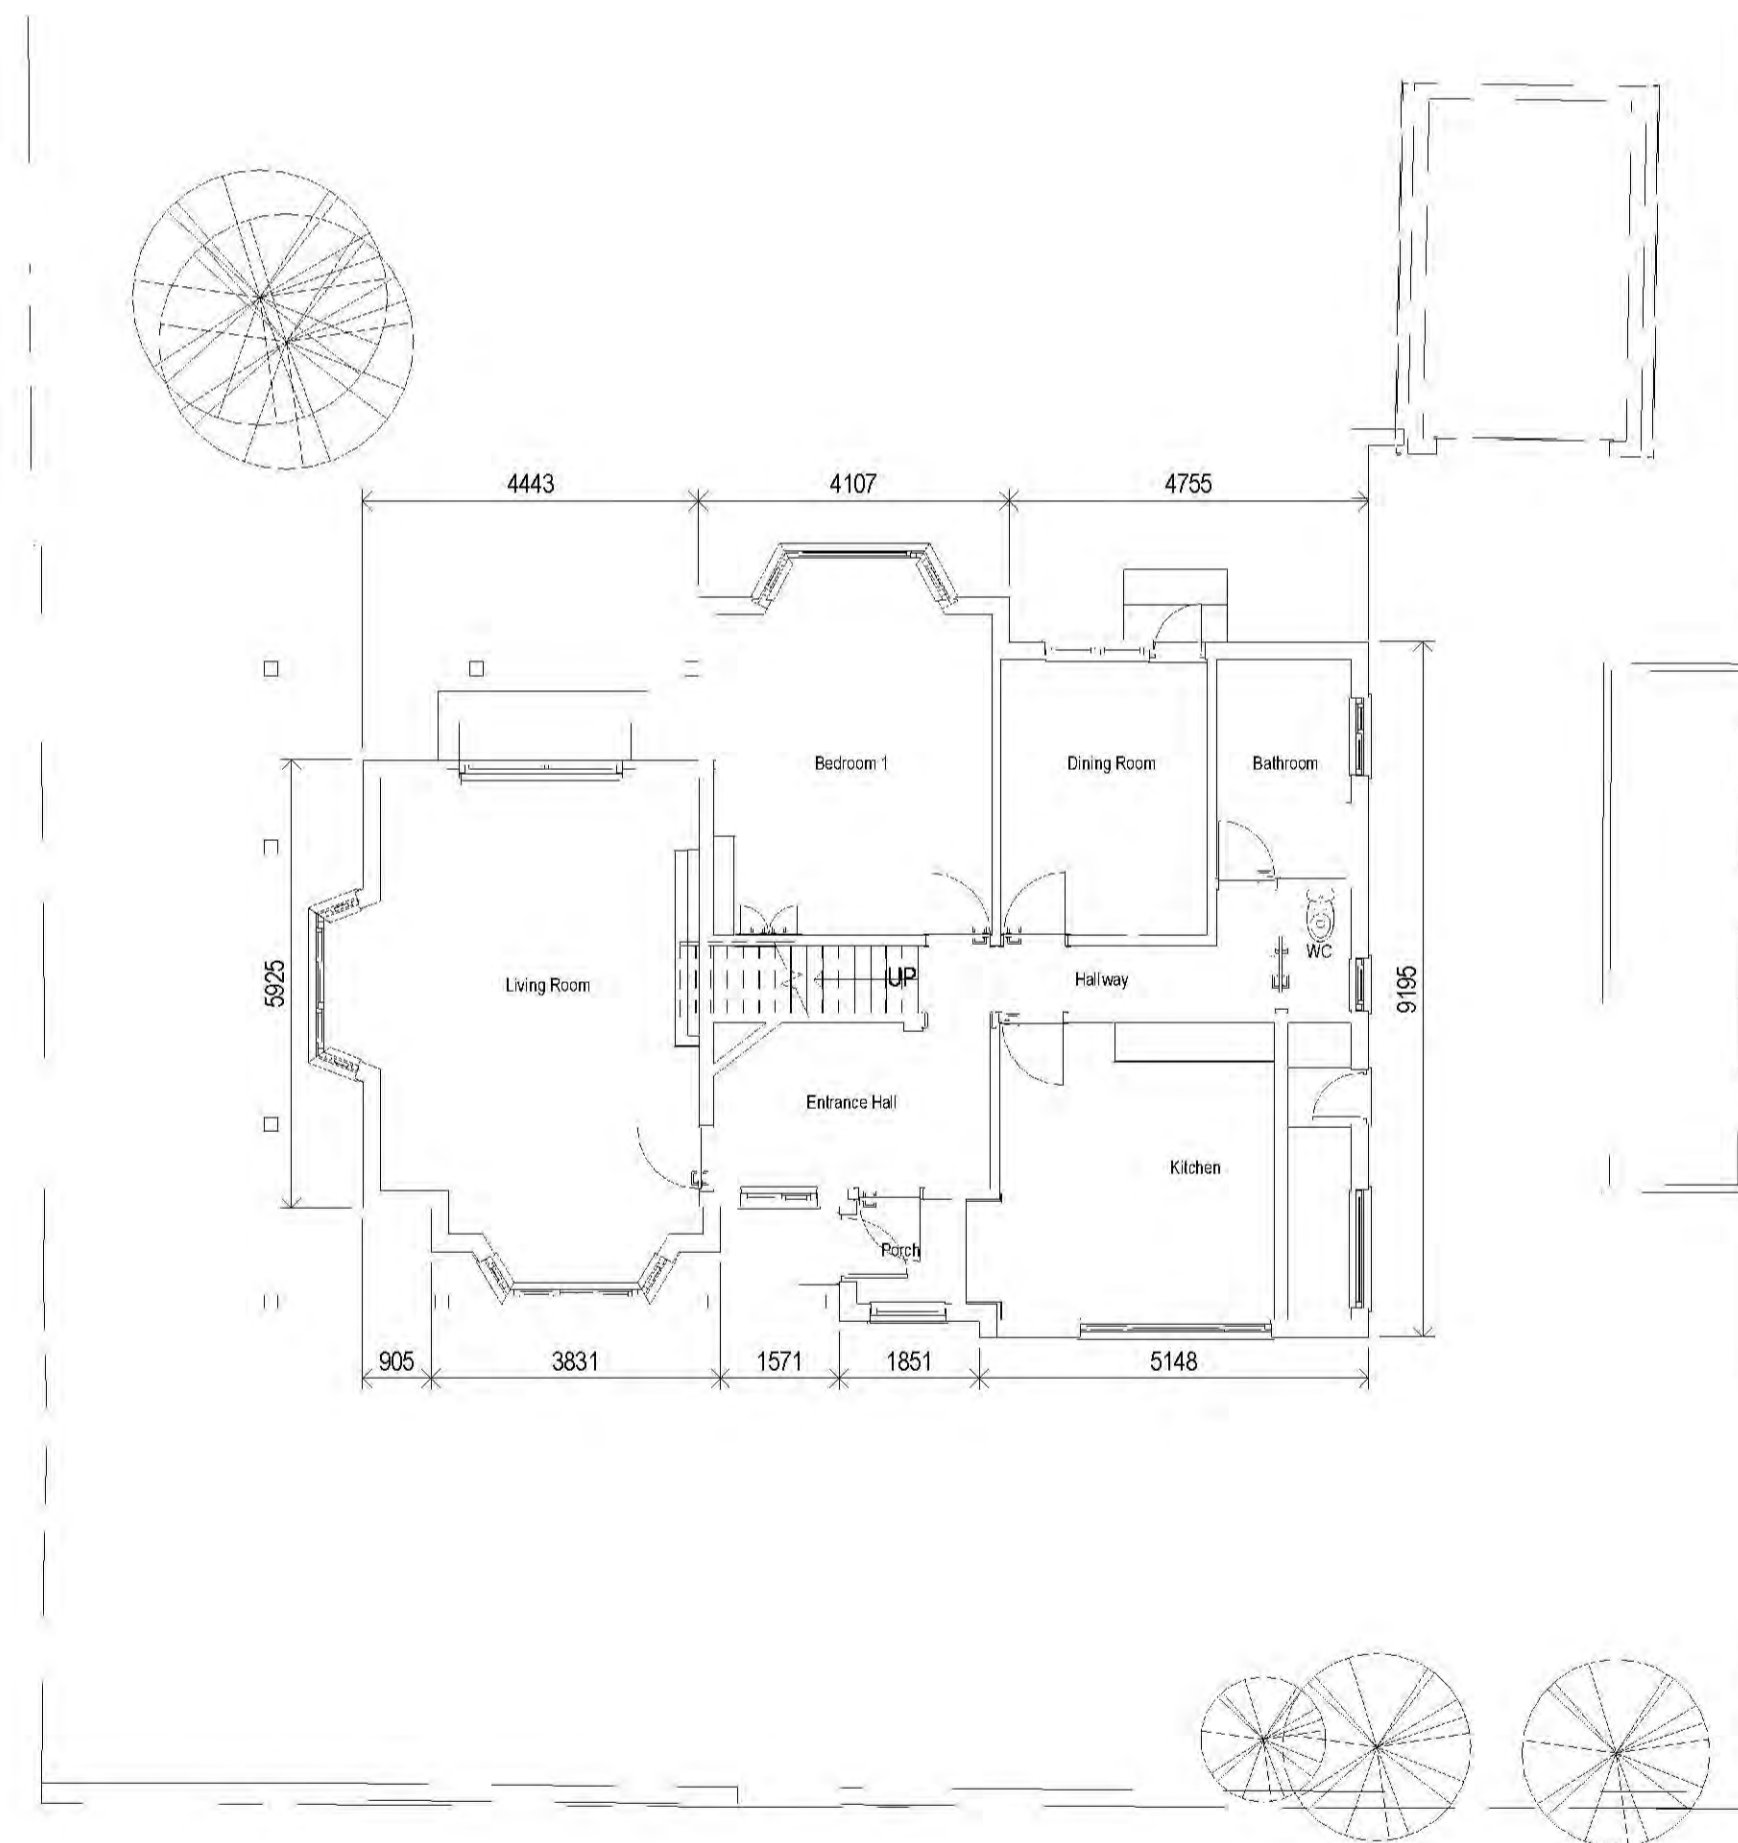 4443
4107
4755
Bedroom 1
Dining Room
Bathroom
WC
UP
Hallway
Living Room
5925
9195
Entrance Hall
Kitchen
Porch
905
3831
1571
1851
5148